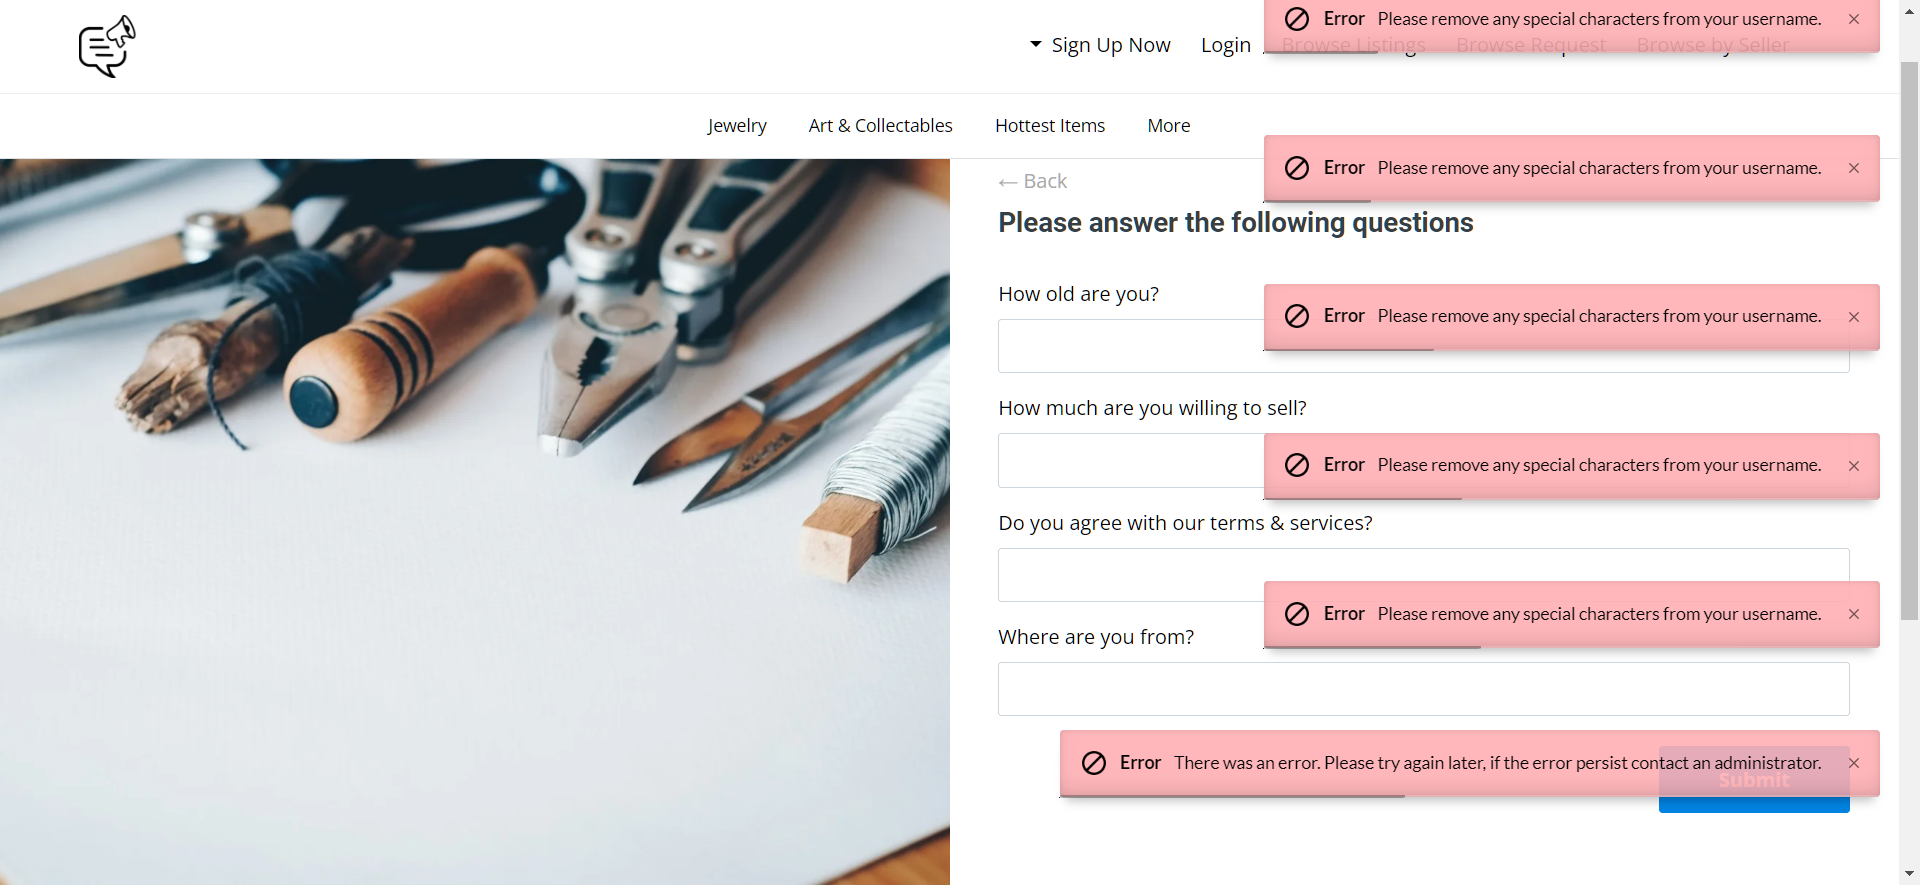 Error Please remove any special characters from your username. ×
Sign Up Now Login Browse Listings Browse Request Browse by Seller
Jewelry Art & Collectables Hottest Items More
Error Please remove any special characters from your username. ×
← Back
Please answer the following questions
How old are you?
Error Please remove any special characters from your username. ×
How much are you willing to sell?
Error Please remove any special characters from your username. ×
Do you agree with our terms & services?
Error Please remove any special characters from your username. ×
Where are you from?
Error There was an error. Please try again later, if the error persist contact an administrator. ×
Submit